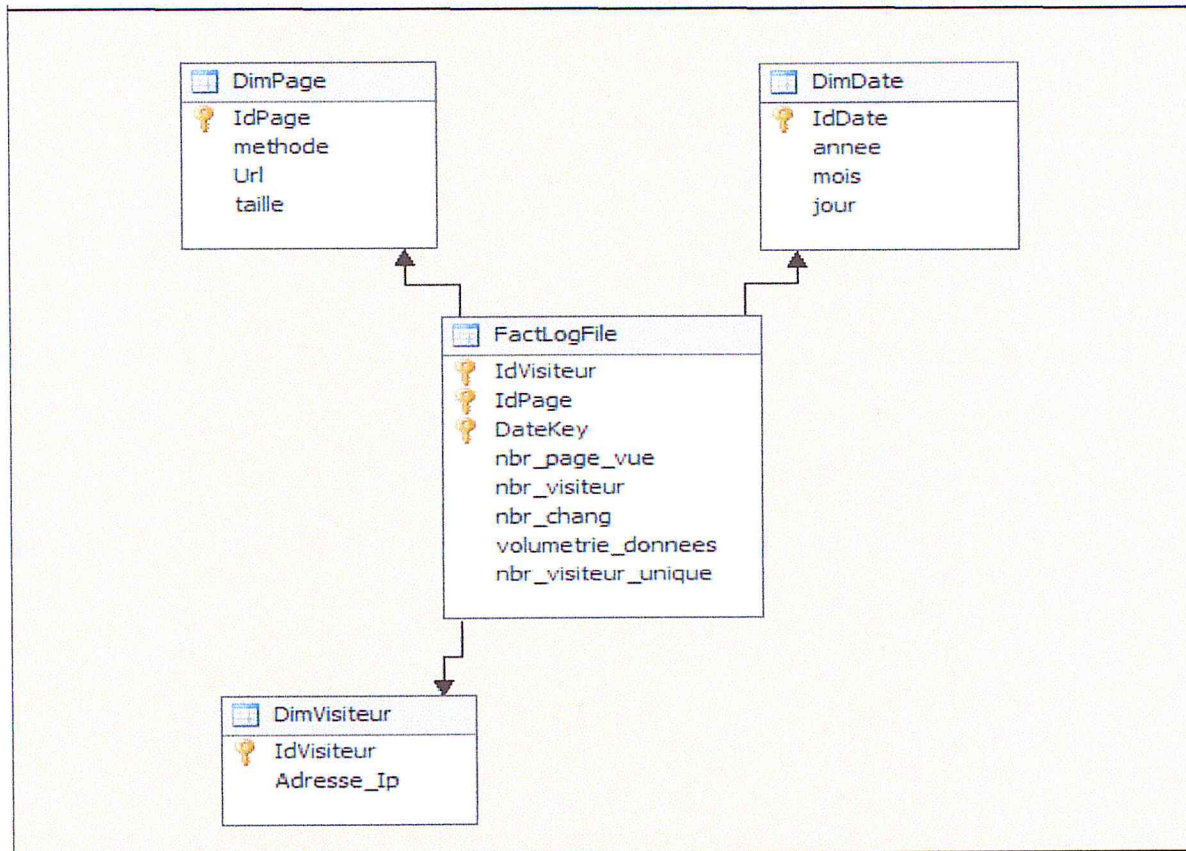 DimPage
IdPage
methode
Url
taille
DimDate
IdDate
annee
mois
jour
FactLogFile
IdVisiteur
IdPage
DateKey
nbr_page_vue
nbr_visiteur
nbr_chang
volumetrie_donnees
nbr_visiteur_unique
DimVisiteur
IdVisiteur
Adresse_Ip